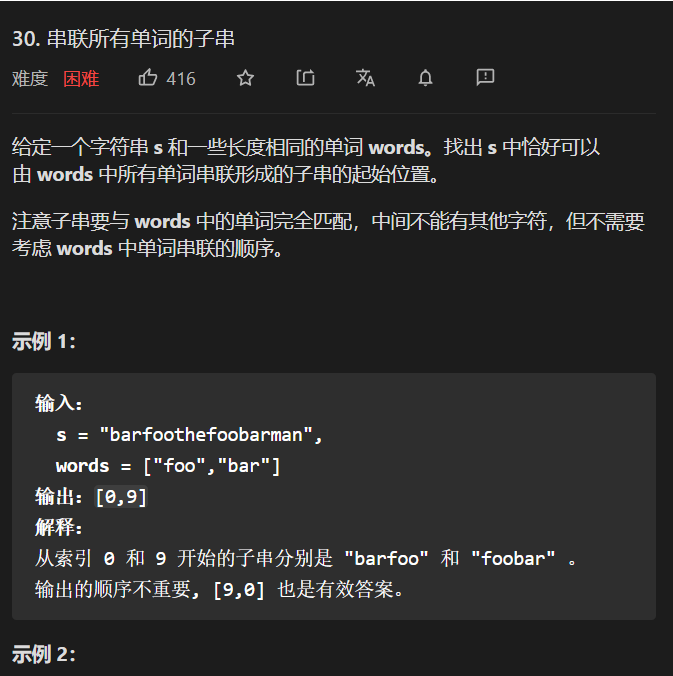 30. 串联所有单词的子串
难度 困难 416
给定一个字符串 s 和一些长度相同的单词 words。找出 s 中恰好可以
由 words 中所有单词串联形成的子串的起始位置。
注意子串要与 words 中的单词完全匹配，中间不能有其他字符，但不需要
考虑 words 中单词串联的顺序。
示例 1：
输入：
s = "barfoothefoobarman",
words = ["foo","bar"]
输出：[0,9]
解释：
从索引 0 和 9 开始的子串分别是 "barfoo" 和 "foobar" 。
输出的顺序不重要, [9,0] 也是有效答案。
示例 2：